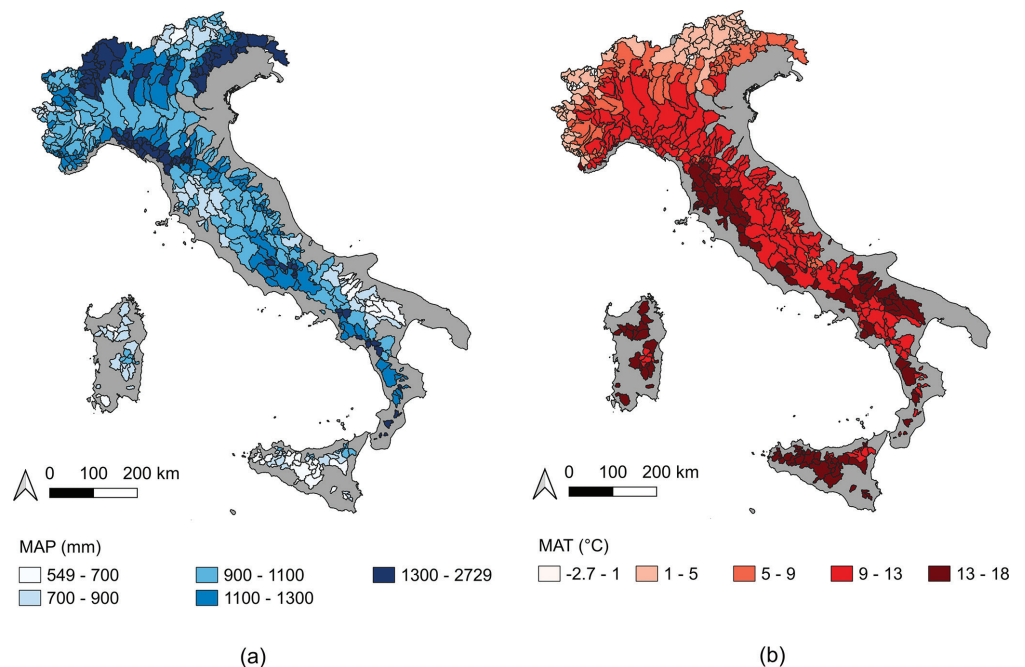 0 100 200 km
MAP (mm)
549 - 700
700 - 900
900 - 1100
1100 - 1300
1300 - 2729
(a)
0 100 200 km
MAT (°C)
-2.7 - 1
1 - 5
5 - 9
9 - 13
13 - 18
(b)